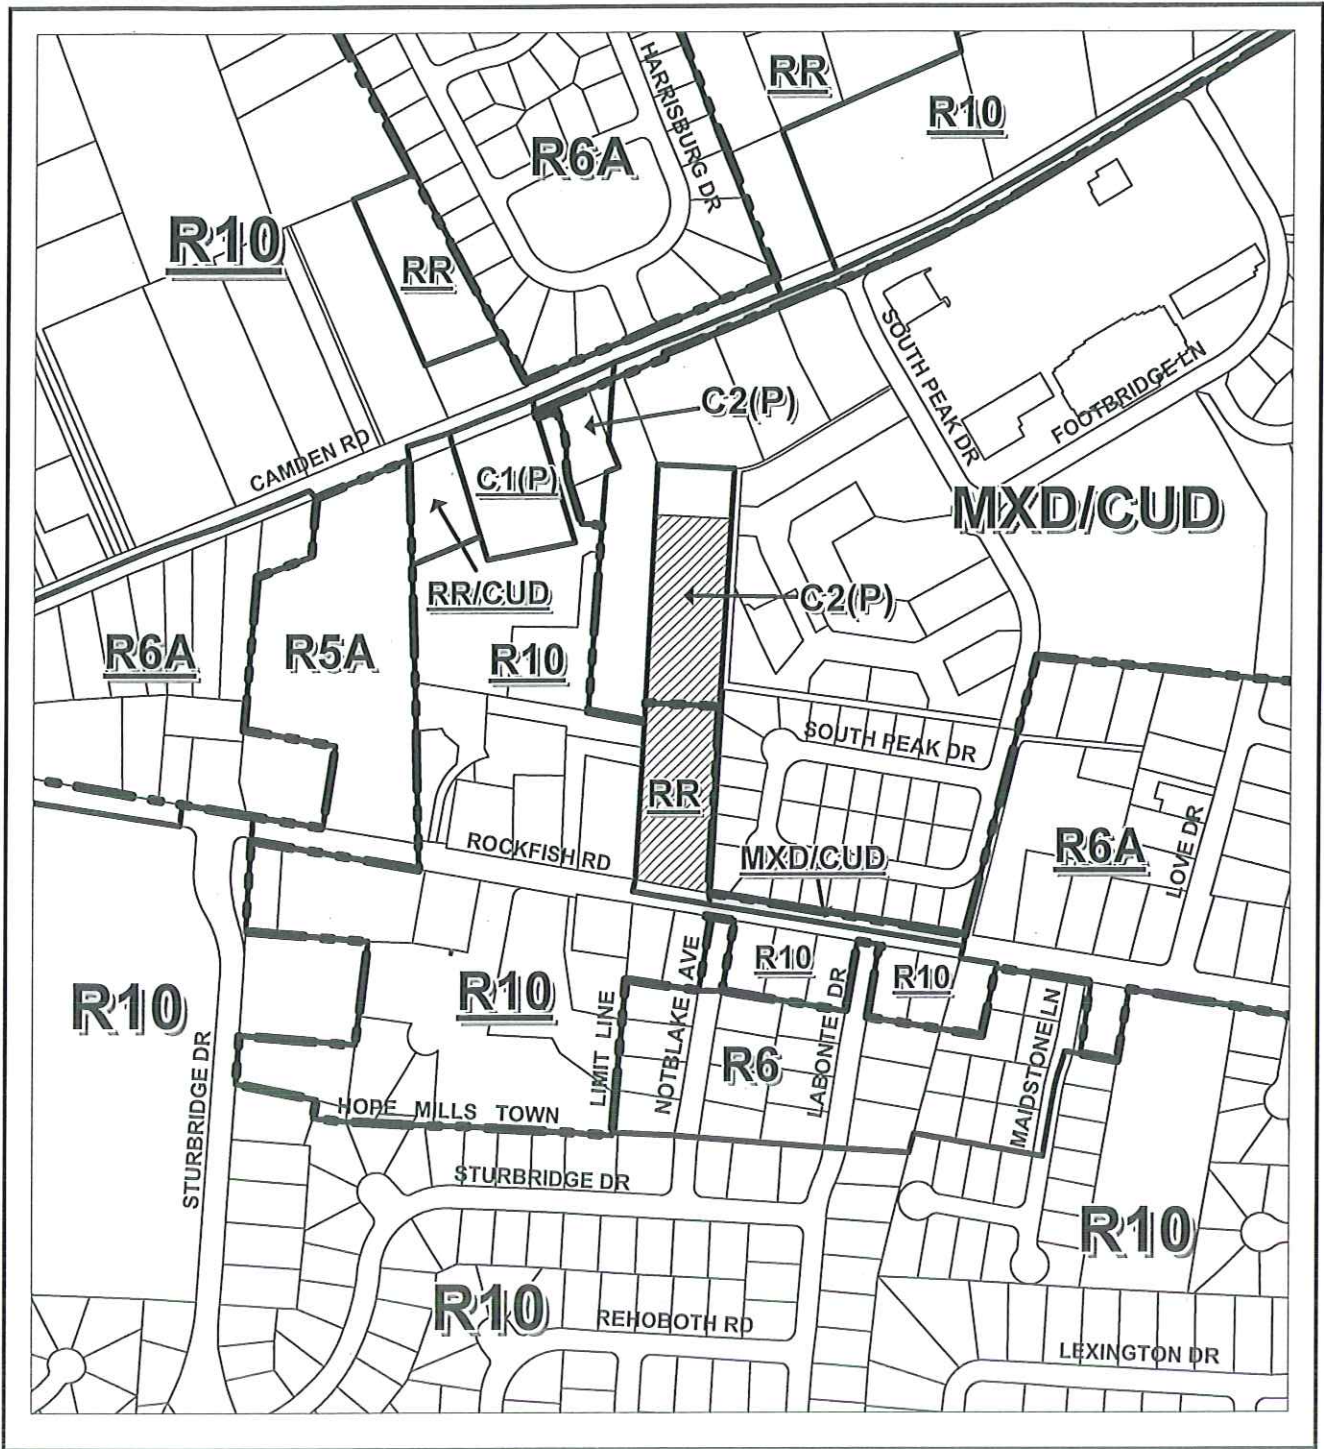 HARRISBURG DR
RR
R10
R6A
R10
RR
SOUTH PEAK DR
FOOTBRIDGE LN
C2(P)
CAMDEN RD
C1(P)
MXD/CUD
RR/CUD
C2(P)
R6A
R5A
R10
SOUTH PEAK DR
RR
R6A
LOVE DR
ROCKFISH RD
MXD/CUD
R10
R10
R10
R10
NOTBLAKE AVE
LABONTE DR
MAIDSTONE LN
R6
LIMIT LINE
HOPE MILLS TOWN
STURBRIDGE DR
STURBRIDGE DR
R10
R10
REHOBOTH RD
LEXINGTON DR